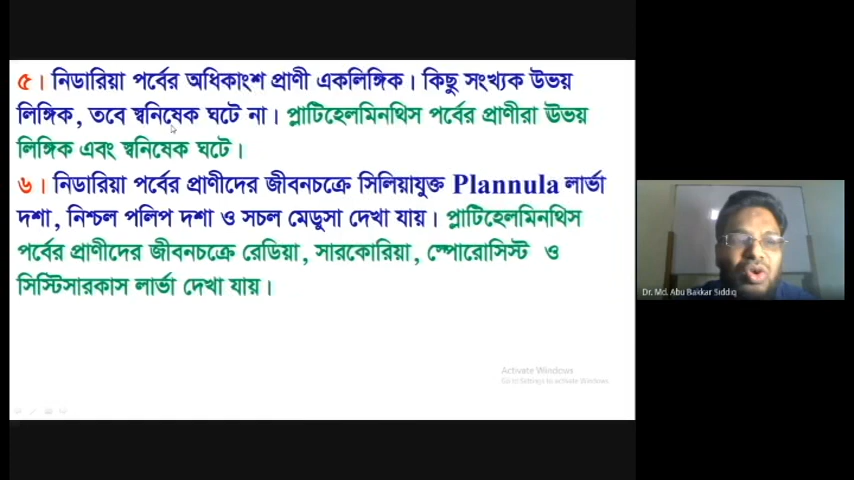 ৫। নিডারিয়া পর্বের অধিকাংশ প্রাণী একলিঙ্গিক। কিছু সংখ্যক উভয়
লিঙ্গিক, তবে স্বনিষেক ঘটে না। প্লাটিহেলমিনথিস পর্বের প্রাণীরা ঊভয়
লিঙ্গিক এবং স্বনিষেক ঘটে।
৬। নিডারিয়া পর্বের প্রাণীদের জীবনচক্রে সিলিয়াযুক্ত Plannula লার্ভা
দশা, নিশ্চল পলিপ দশা ও সচল মেডুসা দেখা যায়। প্লাটিহেলমিনথিস
পর্বের প্রাণীদের জীবনচক্রে রেডিয়া, সারকোরিয়া, স্পোরোসিস্ট ও
সিস্টিসারকাস লার্ভা দেখা যায়।
Activate Windows
Go to Settings to activate Windows.
Dr. Md. Abu Bakkar Siddiq